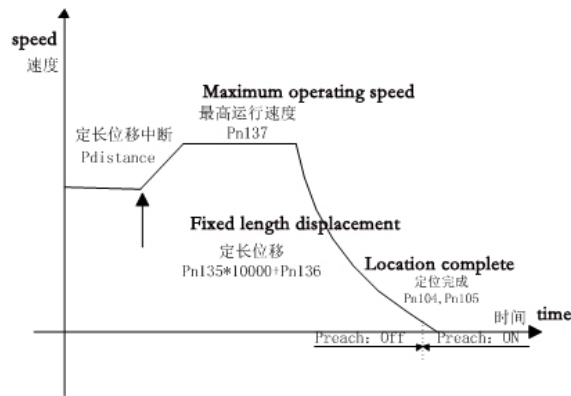 speed
速度
Maximum operating speed
最高运行速度
Pn137
定长位移中断
Pdistance
Fixed length displacement
定长位移
Pn135*10000+Pn136
Location complete
定位完成
Pn104,Pn105
时间 time
Preach: Off Preach: ON